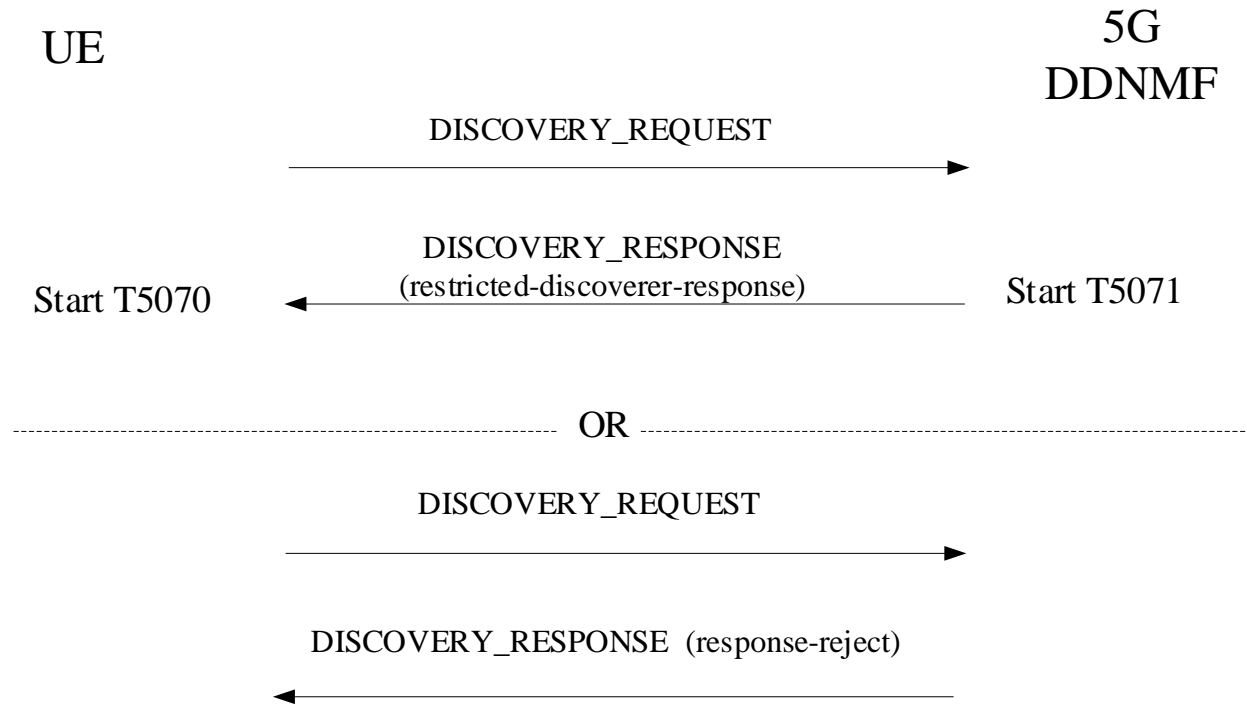 UE
5G
DDNMF
DISCOVERY_REQUEST
DISCOVERY_RESPONSE
(restricted-discoverer-response)
Start T5070
Start T5071
OR
DISCOVERY_REQUEST
DISCOVERY_RESPONSE (response-reject)